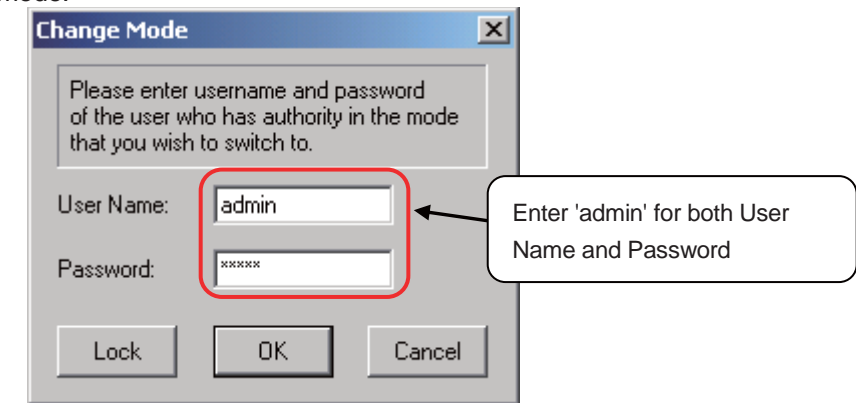 mode.
Change Mode
Please enter username and password
of the user who has authority in the mode
that you wish to switch to.
User Name:
admin
Enter 'admin' for both User
Name and Password
Password:
*****
Lock
OK
Cancel